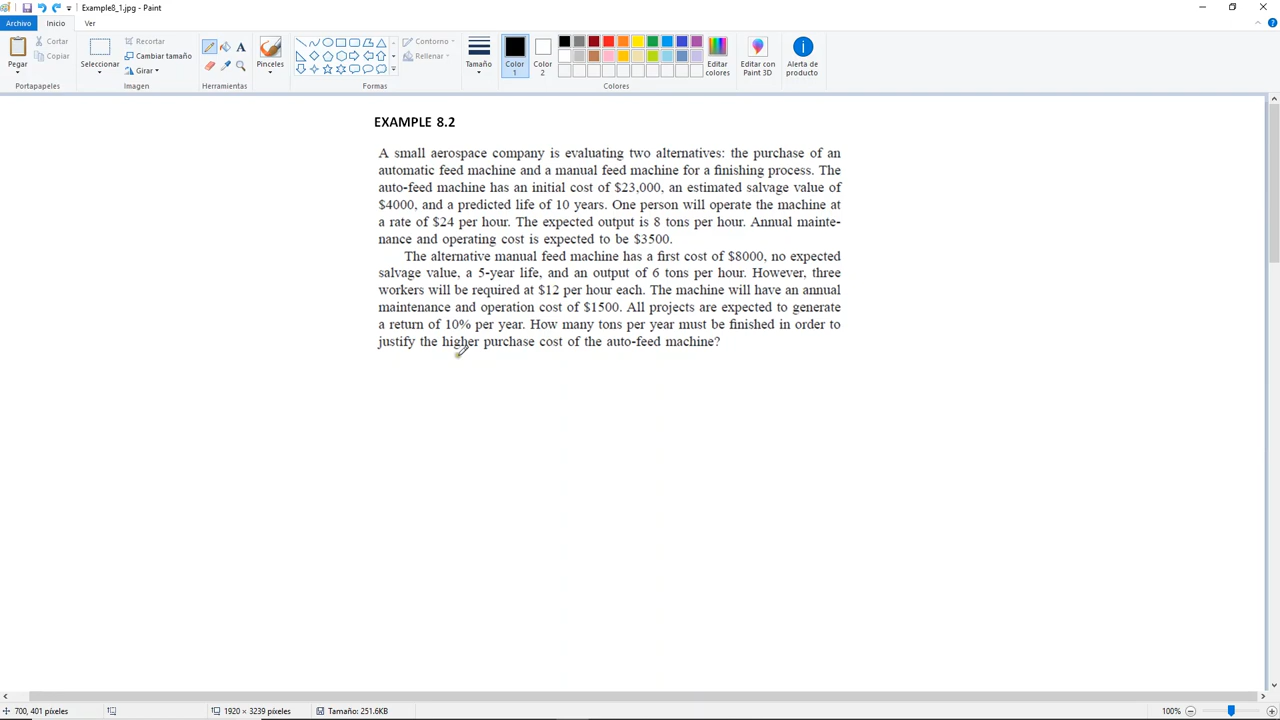 Example8_1.jpg - Paint
Archivo Inicio Ver
Pegar
Cortar
Copiar
Portapapeles
Seleccionar
Recortar
Cambiar tamaño
Girar
Imagen
A
Herramientas
Pinceles
Contorno
Rellenar
Formas
Tamaño
Color 1
Color 2
Editar colores
Colores
Editar con Paint 3D
Alerta de producto
EXAMPLE 8.2
A small aerospace company is evaluating two alternatives: the purchase of an
automatic feed machine and a manual feed machine for a finishing process. The
auto-feed machine has an initial cost of $23,000, an estimated salvage value of
$4000, and a predicted life of 10 years. One person will operate the machine at
a rate of $24 per hour. The expected output is 8 tons per hour. Annual mainte-
nance and operating cost is expected to be $3500.
The alternative manual feed machine has a first cost of $8000, no expected
salvage value, a 5-year life, and an output of 6 tons per hour. However, three
workers will be required at $12 per hour each. The machine will have an annual
maintenance and operation cost of $1500. All projects are expected to generate
a return of 10% per year. How many tons per year must be finished in order to
justify the higher purchase cost of the auto-feed machine?
700, 401 píxeles
1920 × 3239 píxeles
Tamaño: 251.6KB
100%